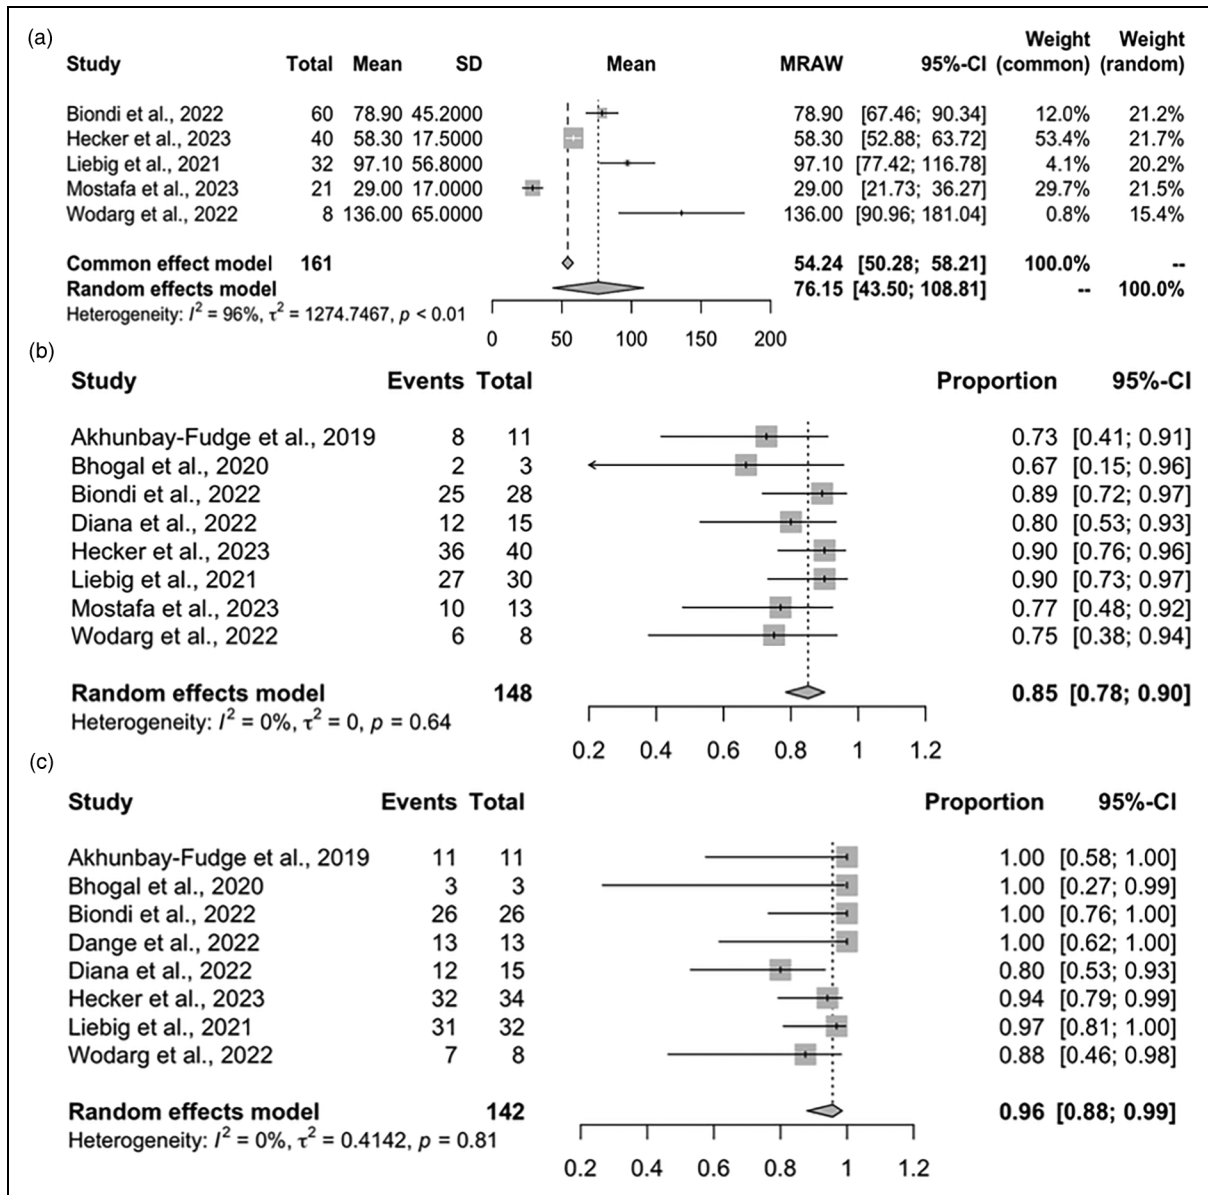 (a)
Weight Weight
Study Total Mean SD Mean MRAW 95%-CI (common) (random)
Biondi et al., 2022 60 78.90 45.2000 78.90 [67.46; 90.34] 12.0% 21.2%
Hecker et al., 2023 40 58.30 17.5000 58.30 [52.88; 63.72] 53.4% 21.7%
Liebig et al., 2021 32 97.10 56.8000 97.10 [77.42; 116.78] 4.1% 20.2%
Mostafa et al., 2023 21 29.00 17.0000 29.00 [21.73; 36.27] 29.7% 21.5%
Wodarg et al., 2022 8 136.00 65.0000 136.00 [90.96; 181.04] 0.8% 15.4%
Common effect model 161 54.24 [50.28; 58.21] 100.0% --
Random effects model 76.15 [43.50; 108.81] -- 100.0%
Heterogeneity: I² = 96%, τ² = 1274.7467, p < 0.01
0 50 100 150 200
(b)
Study Events Total Proportion 95%-CI
Akhunbay-Fudge et al., 2019 8 11 0.73 [0.41; 0.91]
Bhogal et al., 2020 2 3 0.67 [0.15; 0.96]
Biondi et al., 2022 25 28 0.89 [0.72; 0.97]
Diana et al., 2022 12 15 0.80 [0.53; 0.93]
Hecker et al., 2023 36 40 0.90 [0.76; 0.96]
Liebig et al., 2021 27 30 0.90 [0.73; 0.97]
Mostafa et al., 2023 10 13 0.77 [0.48; 0.92]
Wodarg et al., 2022 6 8 0.75 [0.38; 0.94]
Random effects model 148 0.85 [0.78; 0.90]
Heterogeneity: I² = 0%, τ² = 0, p = 0.64
0.2 0.4 0.6 0.8 1 1.2
(c)
Study Events Total Proportion 95%-CI
Akhunbay-Fudge et al., 2019 11 11 1.00 [0.58; 1.00]
Bhogal et al., 2020 3 3 1.00 [0.27; 0.99]
Biondi et al., 2022 26 26 1.00 [0.76; 1.00]
Dange et al., 2022 13 13 1.00 [0.62; 1.00]
Diana et al., 2022 12 15 0.80 [0.53; 0.93]
Hecker et al., 2023 32 34 0.94 [0.79; 0.99]
Liebig et al., 2021 31 32 0.97 [0.81; 1.00]
Wodarg et al., 2022 7 8 0.88 [0.46; 0.98]
Random effects model 142 0.96 [0.88; 0.99]
Heterogeneity: I² = 0%, τ² = 0.4142, p = 0.81
0.2 0.4 0.6 0.8 1 1.2